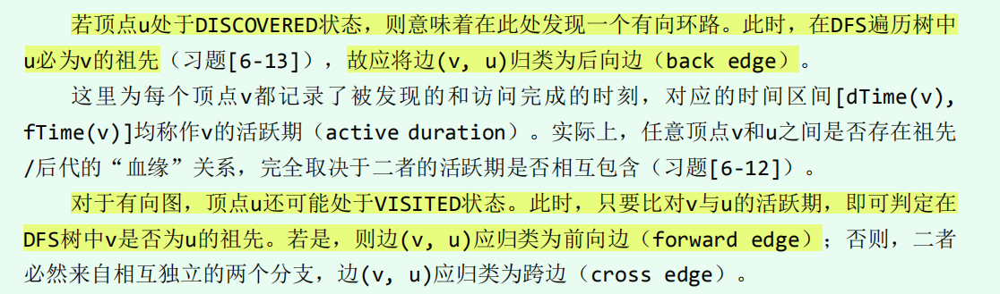 若顶点u处于DISCOVERED状态，则意味着在此处发现一个有向环路。此时，在DFS遍历树中
u必为v的祖先（习题[6-13]），故应将边(v, u)归类为后向边（back edge）。
这里为每个顶点v都记录了被发现的和访问完成的时刻，对应的时间区间[dTime(v),
fTime(v)]均称作v的活跃期（active duration）。实际上，任意顶点v和u之间是否存在祖先
/后代的“血缘”关系，完全取决于二者的活跃期是否相互包含（习题[6-12]）。
对于有向图，顶点u还可能处于VISITED状态。此时，只要比对v与u的活跃期，即可判定在
DFS树中v是否为u的祖先。若是，则边(v, u)应归类为前向边（forward edge）；否则，二者
必然来自相互独立的两个分支，边(v, u)应归类为跨边（cross edge）。